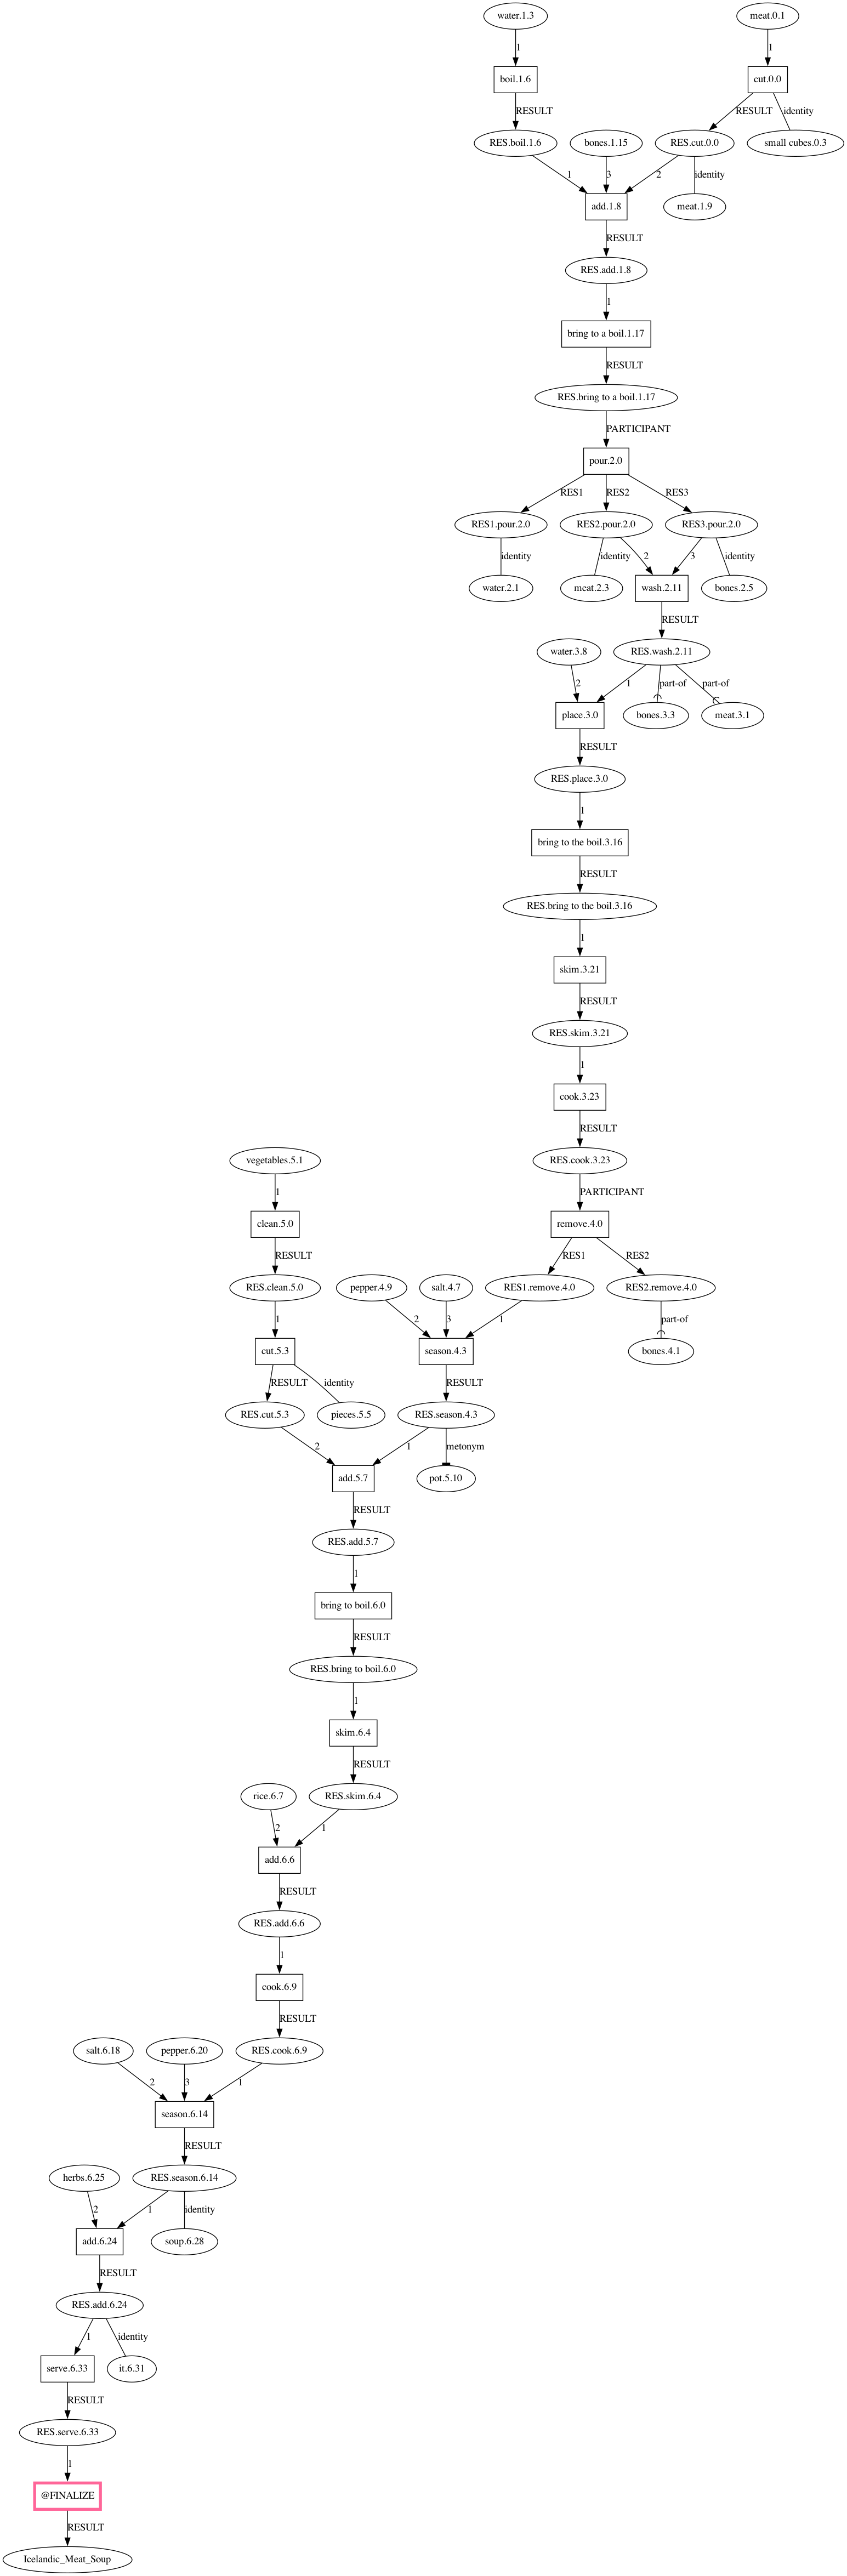 water.1.3 meat.0.1
1 1
boil.1.6 cut.0.0
RESULT RESULT identity
RES.boil.1.6 bones.1.15 RES.cut.0.0 small cubes.0.3
1 3 2 identity
add.1.8 meat.1.9
RESULT
RES.add.1.8
1
bring to a boil.1.17
RESULT
RES.bring to a boil.1.17
PARTICIPANT
pour.2.0
RES1 RES2 RES3
RES1.pour.2.0 RES2.pour.2.0 RES3.pour.2.0
identity identity 2 3 identity
water.2.1 meat.2.3 wash.2.11 bones.2.5
RESULT
water.3.8 RES.wash.2.11
2 1 part-of part-of
place.3.0 bones.3.3 meat.3.1
RESULT
RES.place.3.0
1
bring to the boil.3.16
RESULT
RES.bring to the boil.3.16
1
skim.3.21
RESULT
RES.skim.3.21
1
cook.3.23
RESULT
vegetables.5.1 RES.cook.3.23
1 PARTICIPANT
clean.5.0 remove.4.0
RESULT RES1 RES2
RES.clean.5.0 pepper.4.9 salt.4.7 RES1.remove.4.0 RES2.remove.4.0
1 2 3 1 part-of
cut.5.3 season.4.3 bones.4.1
RESULT identity RESULT
RES.cut.5.3 pieces.5.5 RES.season.4.3
2 1 metonym
add.5.7 pot.5.10
RESULT
RES.add.5.7
1
bring to boil.6.0
RESULT
RES.bring to boil.6.0
1
skim.6.4
RESULT
rice.6.7 RES.skim.6.4
2 1
add.6.6
RESULT
RES.add.6.6
1
cook.6.9
RESULT
salt.6.18 pepper.6.20 RES.cook.6.9
2 3 1
season.6.14
RESULT
herbs.6.25 RES.season.6.14
2 1 identity
add.6.24 soup.6.28
RESULT
RES.add.6.24
1 identity
serve.6.33 it.6.31
RESULT
RES.serve.6.33
1
@FINALIZE
RESULT
Icelandic_Meat_Soup